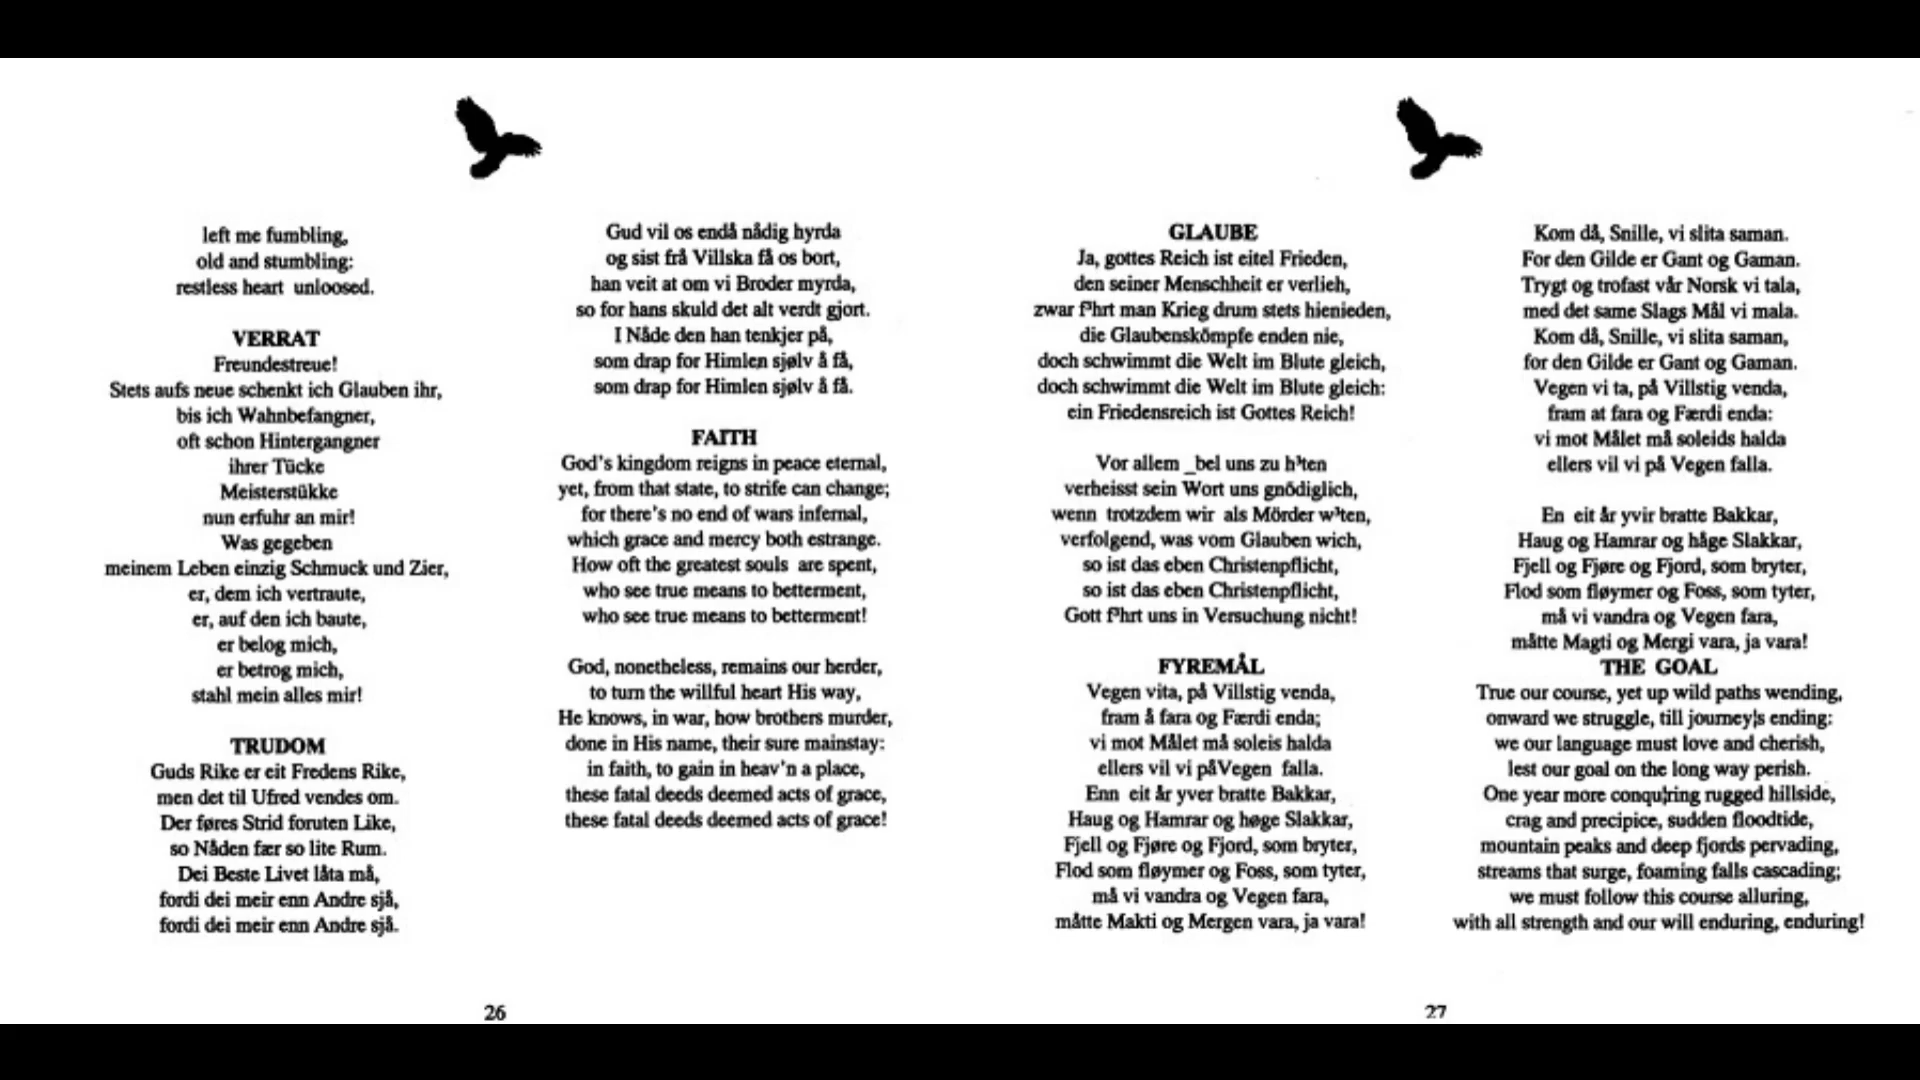 left me fumbling,
old and stumbling:
restless heart unloosed.
VERRAT
Freundestreue!
Stets aufs neue schenkt ich Glauben ihr,
bis ich Wahnbefangner,
oft schon Hintergangner
ihrer Tücke
Meisterstükke
nun erfuhr an mir!
Was gegeben
meinem Leben einzig Schmuck und Zier,
er, dem ich vertraute,
er, auf den ich baute,
er belog mich,
er betrog mich,
stahl mein alles mir!
TRUDOM
Guds Rike er eit Fredens Rike,
men det til Ufred vendes om.
Der føres Strid foruten Like,
so Nåden fær so lite Rum.
Dei Beste Livet låta må,
fordi dei meir enn Andre sjå,
fordi dei meir enn Andre sjå.
Gud vil os endå nådig hyrda
og sist frå Villska få os bort,
han veit at om vi Broder myrda,
so for hans skuld det alt verdt gjort.
I Nåde den han tenkjer på,
som drap for Himlen sjølv å få,
som drap for Himlen sjølv å få.
FAITH
God's kingdom reigns in peace eternal,
yet, from that state, to strife can change;
for there's no end of wars infernal,
which grace and mercy both estrange.
How oft the greatest souls are spent,
who see true means to betterment,
who see true means to betterment!
God, nonetheless, remains our herder,
to turn the willful heart His way,
He knows, in war, how brothers murder,
done in His name, their sure mainstay:
in faith, to gain in heav'n a place,
these fatal deeds deemed acts of grace,
these fatal deeds deemed acts of grace!
26
GLAUBE
Ja, gottes Reich ist eitel Frieden,
den seiner Menschheit er verlieh,
zwar f³hrt man Krieg drum stets hienieden,
die Glaubenskömpfe enden nie,
doch schwimmt die Welt im Blute gleich,
doch schwimmt die Welt im Blute gleich:
ein Friedensreich ist Gottes Reich!
Vor allem _bel uns zu h³ten
verheisst sein Wort uns gnödiglich,
wenn trotzdem wir als Mörder w³ten,
verfolgend, was vom Glauben wich,
so ist das eben Christenpflicht,
so ist das eben Christenpflicht,
Gott f³hrt uns in Versuchung nicht!
FYREMÅL
Vegen vita, på Villstig venda,
fram å fara og Færdi enda;
vi mot Målet må soleis halda
ellers vil vi påVegen falla.
Enn eit år yver bratte Bakkar,
Haug og Hamrar og høge Slakkar,
Fjell og Fjøre og Fjord, som bryter,
Flod som fløymer og Foss, som tyter,
må vi vandra og Vegen fara,
måtte Makti og Mergen vara, ja vara!
Kom då, Snille, vi slita saman.
For den Gilde er Gant og Gaman.
Trygt og trofast vår Norsk vi tala,
med det same Slags Mål vi mala.
Kom då, Snille, vi slita saman,
for den Gilde er Gant og Gaman.
Vegen vi ta, på Villstig venda,
fram at fara og Færdi enda:
vi mot Målet må soleids halda
ellers vil vi på Vegen falla.
En eit år yvir bratte Bakkar,
Haug og Hamrar og håge Slakkar,
Fjell og Fjøre og Fjord, som bryter,
Flod som fløymer og Foss, som tyter,
må vi vandra og Vegen fara,
måtte Magti og Mergi vara, ja vara!
THE GOAL
True our course, yet up wild paths wending,
onward we struggle, till journey¦s ending:
we our language must love and cherish,
lest our goal on the long way perish.
One year more conqu¦ring rugged hillside,
crag and precipice, sudden floodtide,
mountain peaks and deep fjords pervading,
streams that surge, foaming falls cascading;
we must follow this course alluring,
with all strength and our will enduring, enduring!
27